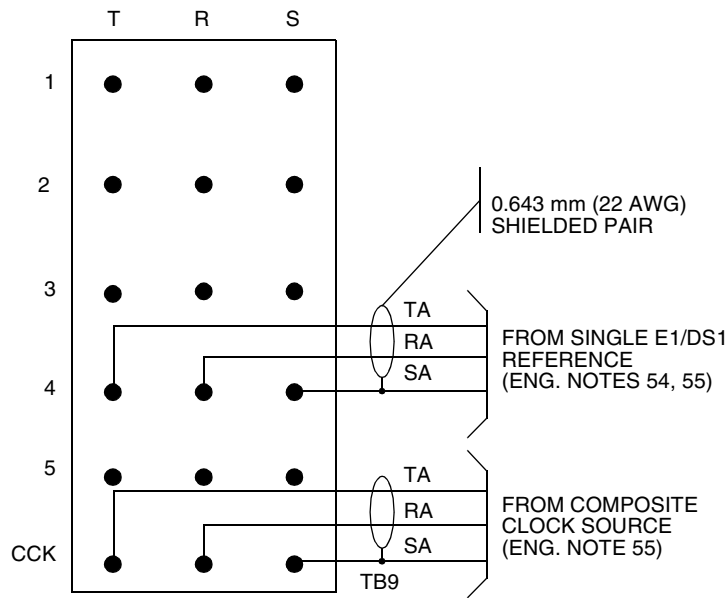 T R S
1
2
0.643 mm (22 AWG)
SHIELDED PAIR
3
TA
RA
SA
FROM SINGLE E1/DS1
REFERENCE
(ENG. NOTES 54, 55)
4
5
TA
RA
SA
FROM COMPOSITE
CLOCK SOURCE
(ENG. NOTE 55)
CCK
TB9